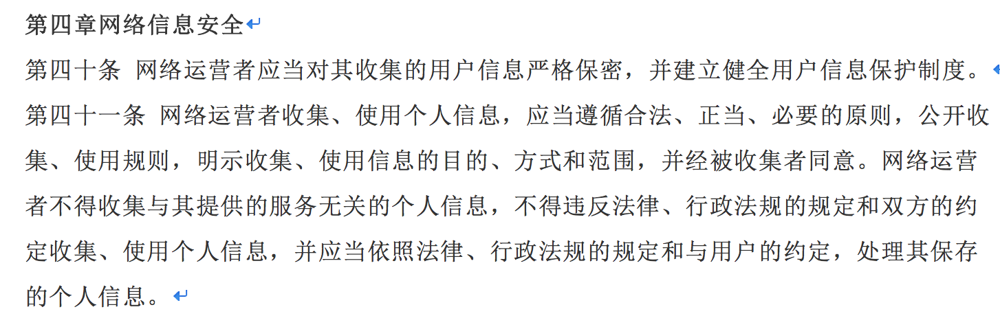 第四章网络信息安全
第四十条 网络运营者应当对其收集的用户信息严格保密，并建立健全用户信息保护制度。
第四十一条 网络运营者收集、使用个人信息，应当遵循合法、正当、必要的原则，公开收
集、使用规则，明示收集、使用信息的目的、方式和范围，并经被收集者同意。网络运营
者不得收集与其提供的服务无关的个人信息，不得违反法律、行政法规的规定和双方的约
定收集、使用个人信息，并应当依照法律、行政法规的规定和与用户的约定，处理其保存
的个人信息。